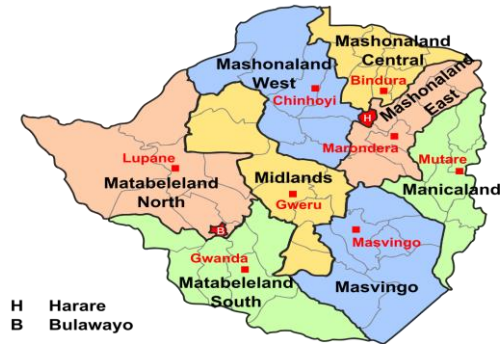 Mashonaland
Central
Bindura
Mashonaland
West
Chinhoyi
Mashonaland
East
H
Marondera
Mutare
Manicaland
Lupane
Matabeleland
North
Midlands
Gweru
B
Masvingo
Gwanda
Matabeleland
South
Masvingo
H Harare
B Bulawayo